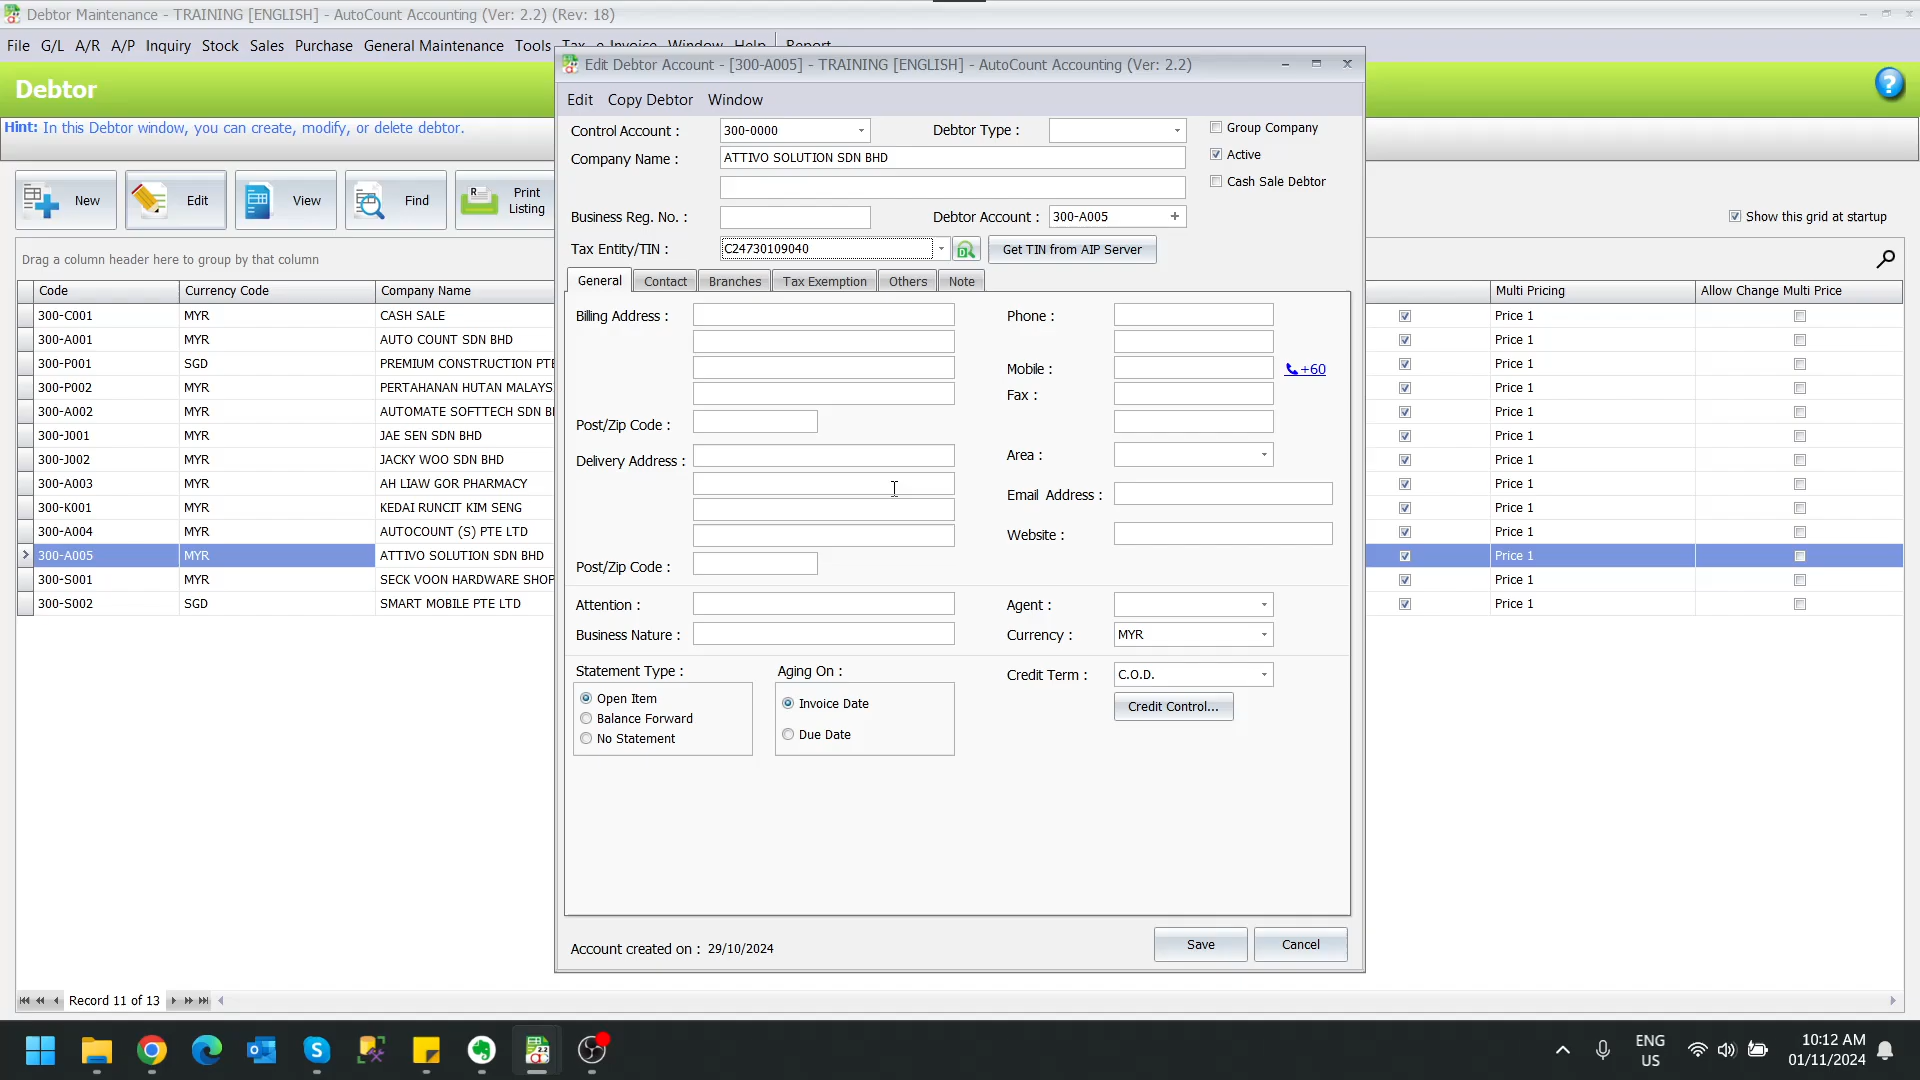 Debtor Maintenance - TRAINING [ENGLISH] - AutoCount Accounting (Ver: 2.2) (Rev: 18)
File G/L A/R A/P Inquiry Stock Sales Purchase General Maintenance Tools Tax e-Invoice Window Help Report
Debtor
Hint: In this Debtor window, you can create, modify, or delete debtor.
New Edit View Find Print Listing
Show this grid at startup
Drag a column header here to group by that column
Code Currency Code Company Name Multi Pricing Allow Change Multi Price
300-C001 MYR CASH SALE Price 1
300-A001 MYR AUTO COUNT SDN BHD Price 1
300-P001 SGD PREMIUM CONSTRUCTION PTE Price 1
300-P002 MYR PERTAHANAN HUTAN MALAYS Price 1
300-A002 MYR AUTOMATE SOFTTECH SDN B Price 1
300-J001 MYR JAE SEN SDN BHD Price 1
300-J002 MYR JACKY WOO SDN BHD Price 1
300-A003 MYR AH LIAW GOR PHARMACY Price 1
300-K001 MYR KEDAI RUNCIT KIM SENG Price 1
300-A004 MYR AUTOCOUNT (S) PTE LTD Price 1
300-A005 MYR ATTIVO SOLUTION SDN BHD Price 1
300-S001 MYR SECK VOON HARDWARE SHOP Price 1
300-S002 SGD SMART MOBILE PTE LTD Price 1
Record 11 of 13
Edit Debtor Account - [300-A005] - TRAINING [ENGLISH] - AutoCount Accounting (Ver: 2.2)
Edit Copy Debtor Window
Control Account : 300-0000 Debtor Type : Group Company
Company Name : ATTIVO SOLUTION SDN BHD Active
Cash Sale Debtor
Business Reg. No. : Debtor Account : 300-A005
Tax Entity/TIN : C24730109040 Get TIN from AIP Server
General Contact Branches Tax Exemption Others Note
Billing Address : Phone :
Mobile : +60
Fax :
Post/Zip Code :
Delivery Address : Area :
Email Address :
Website :
Post/Zip Code :
Attention : Agent :
Business Nature : Currency : MYR
Statement Type : Aging On : Credit Term : C.O.D.
Open Item Invoice Date Credit Control...
Balance Forward
No Statement Due Date
Account created on : 29/10/2024 Save Cancel
ENG US
10:12 AM
01/11/2024